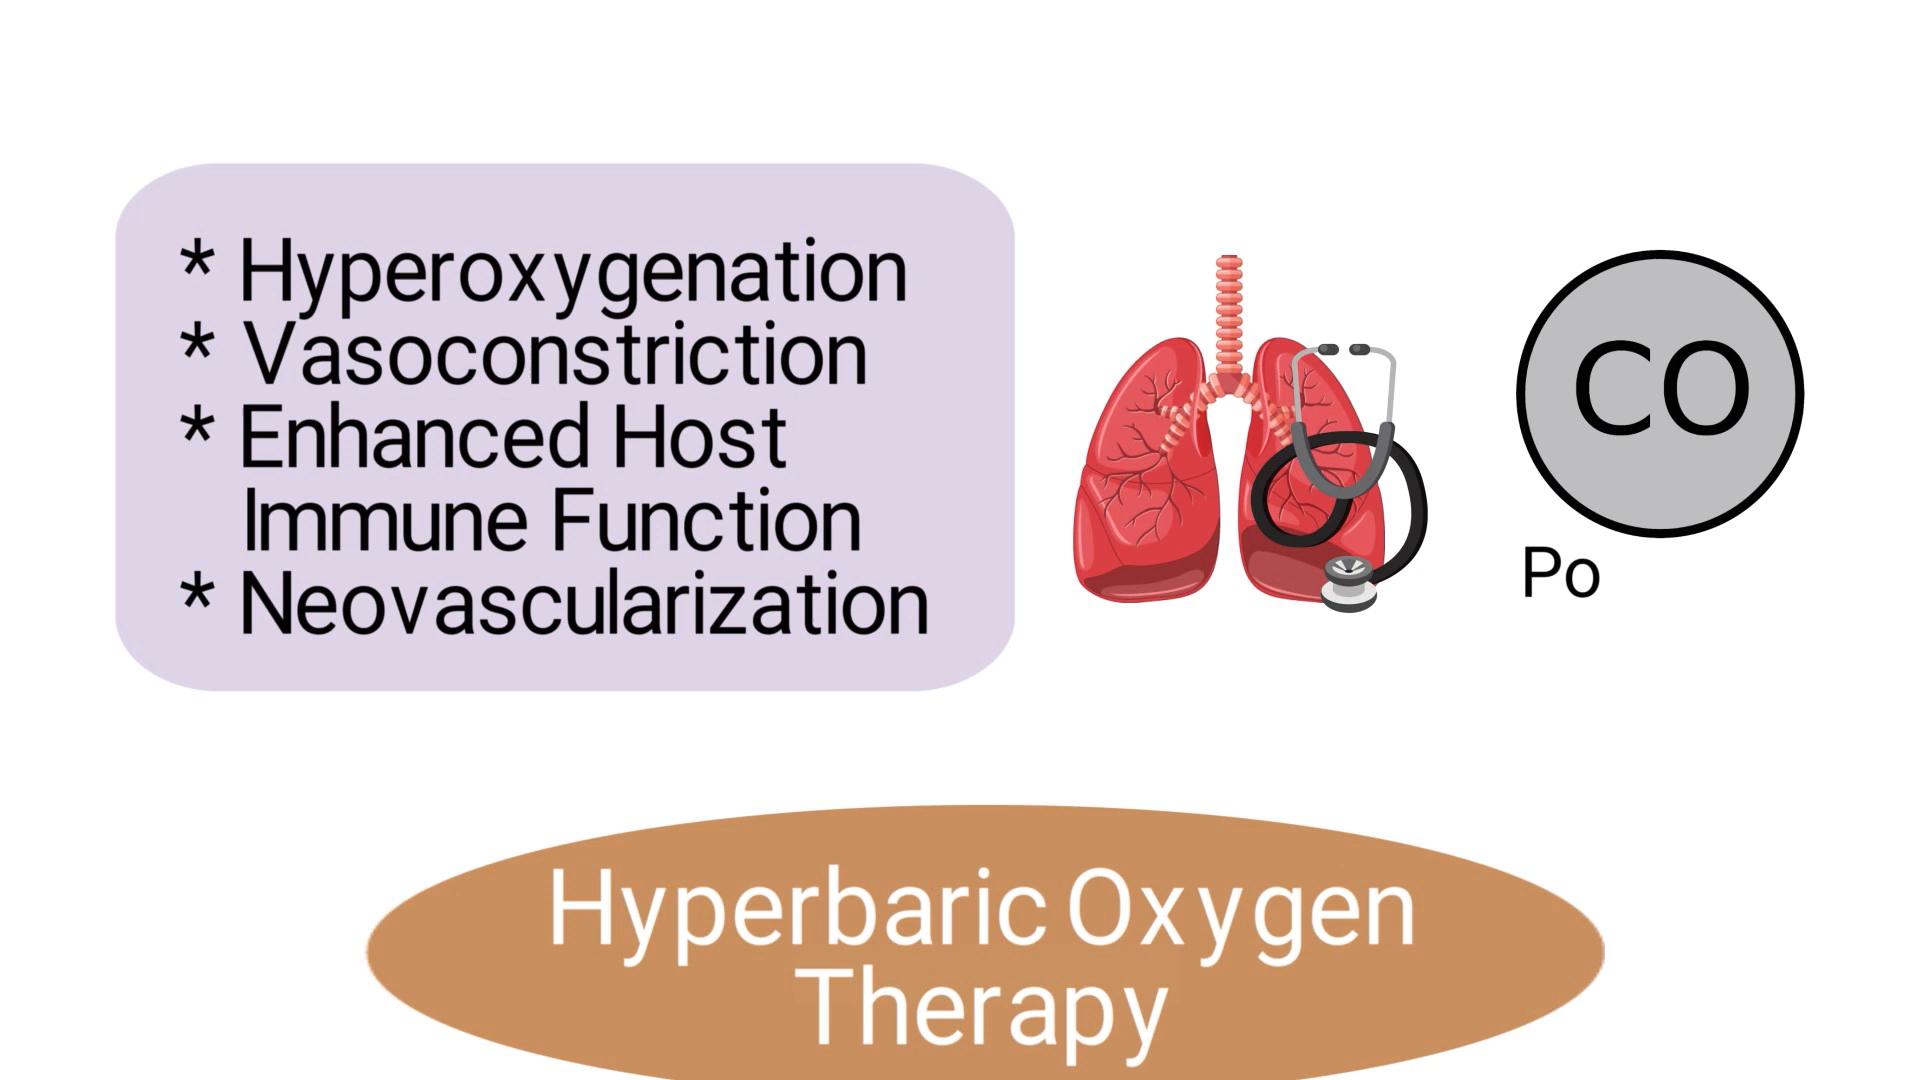 * Hyperoxygenation
* Vasoconstriction
* Enhanced Host
Immune Function
* Neovascularization
CO
Po
Hyperbaric Oxygen
Therapy